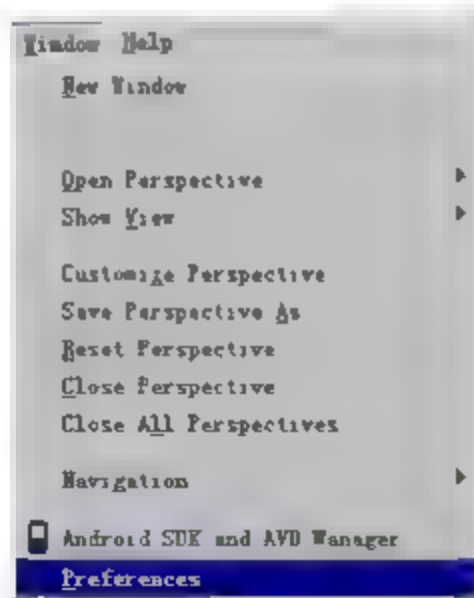 Window Help
New Window
Open Perspective
Show View
Customize Perspective
Save Perspective As
Reset Perspective
Close Perspective
Close All Perspectives
Navigation
Android SDK and AVD Manager
Preferences